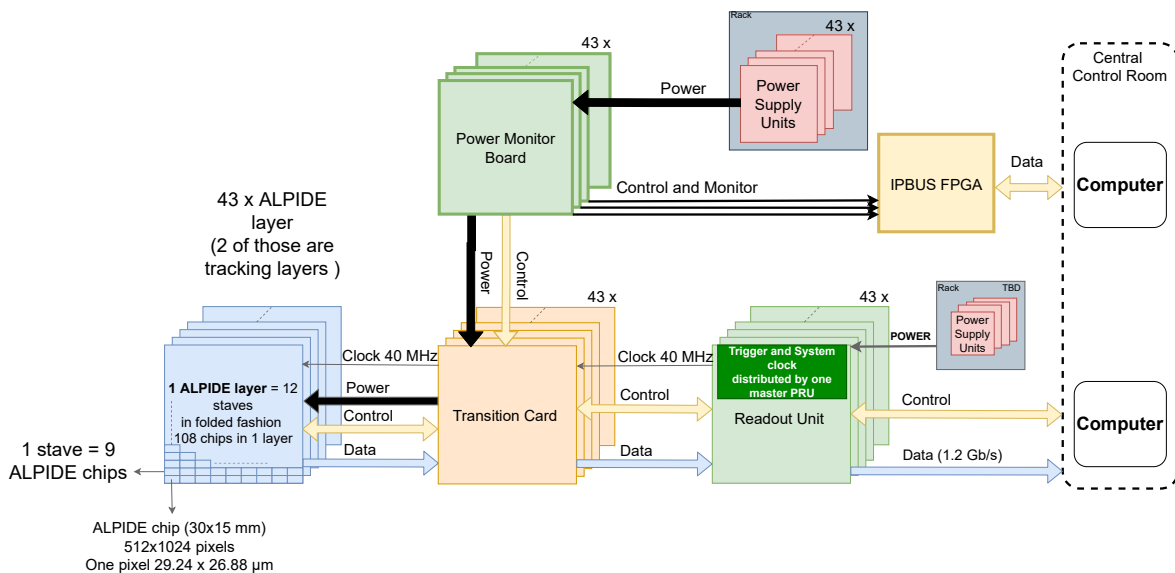 43 x
Rack
43 x
Power
Supply
Units
Power
Power Monitor
Board
Central
Control Room
Control and Monitor
IPBUS FPGA
Data
Computer
43 x ALPIDE
layer
(2 of those are
tracking layers )
Power
Control
43 x
43 x
Rack
TBD
Power
Supply
Units
POWER
Clock 40 MHz
Clock 40 MHz
Trigger and System
clock
distributed by one
master PRU
1 ALPIDE layer = 12
staves
in folded fashion
108 chips in 1 layer
Power
Control
Data
Transition Card
Control
Data
Readout Unit
Control
Data (1.2 Gb/s)
Computer
1 stave = 9
ALPIDE chips
ALPIDE chip (30x15 mm)
512x1024 pixels
One pixel 29.24 x 26.88 µm